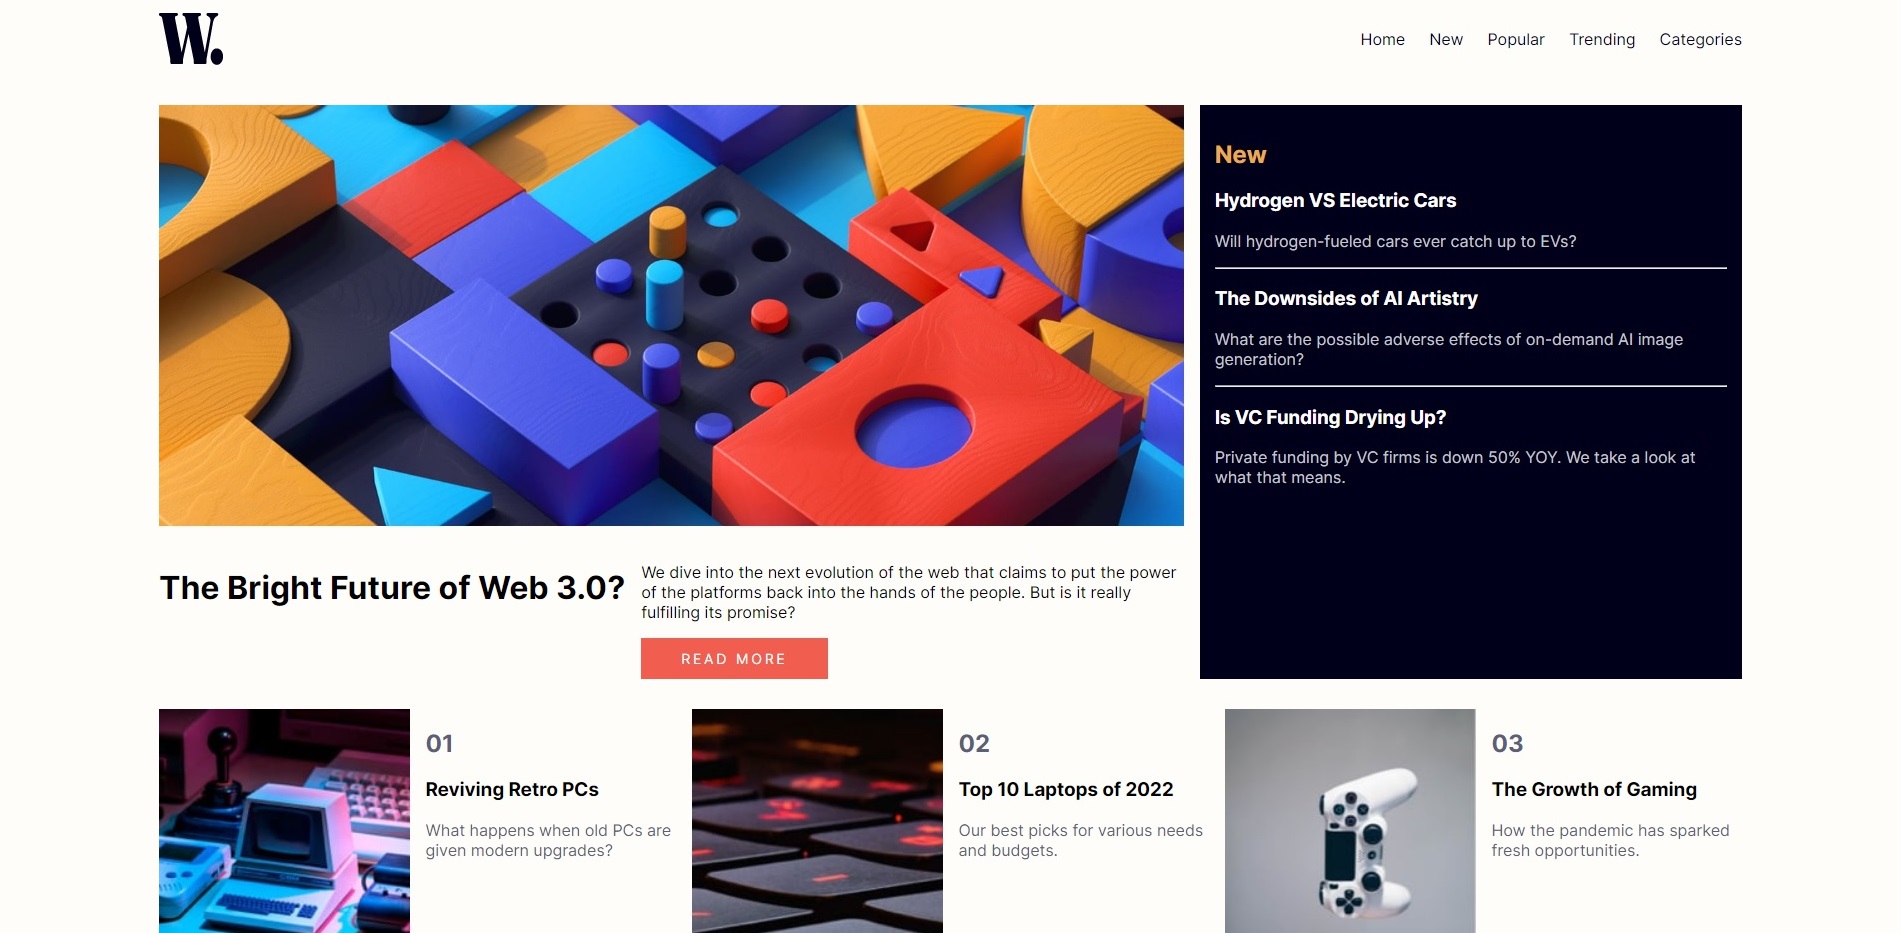 W.
Home New Popular Trending Categories
New
Hydrogen VS Electric Cars
Will hydrogen-fueled cars ever catch up to EVs?
The Downsides of AI Artistry
What are the possible adverse effects of on-demand AI image
generation?
Is VC Funding Drying Up?
Private funding by VC firms is down 50% YOY. We take a look at
what that means.
The Bright Future of Web 3.0?
We dive into the next evolution of the web that claims to put the power
of the platforms back into the hands of the people. But is it really
fulfilling its promise?
READ MORE
01
Reviving Retro PCs
What happens when old PCs are
given modern upgrades?
02
Top 10 Laptops of 2022
Our best picks for various needs
and budgets.
03
The Growth of Gaming
How the pandemic has sparked
fresh opportunities.